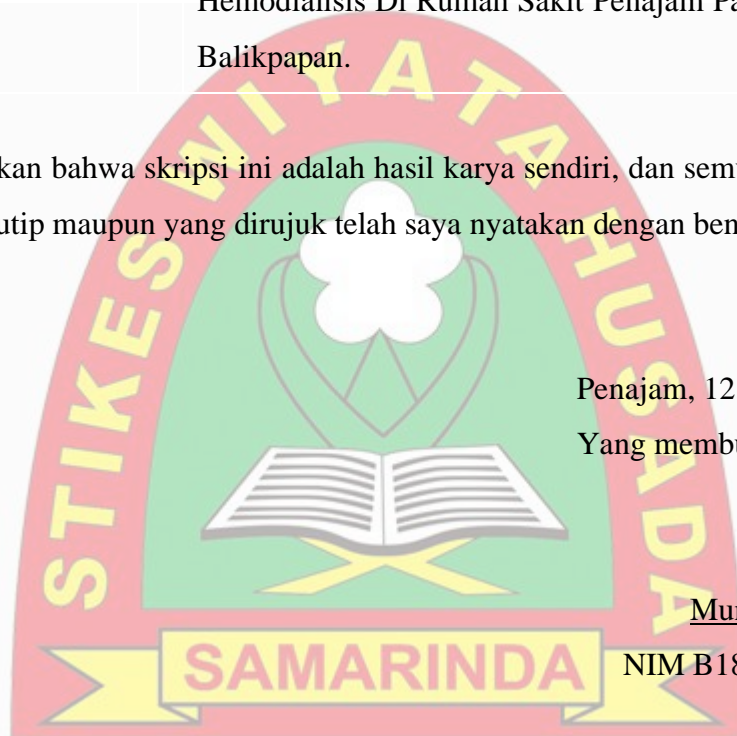 Hemodialisis Di Rumah Sakit Penajam Pa
Balikpapan.
kan bahwa skripsi ini adalah hasil karya sendiri, dan sem
utip maupun yang dirujuk telah saya nyatakan dengan ben
Penajam, 12
Yang memb
Mu
NIM B18
STIKES WIYATA HUSADA
SAMARINDA